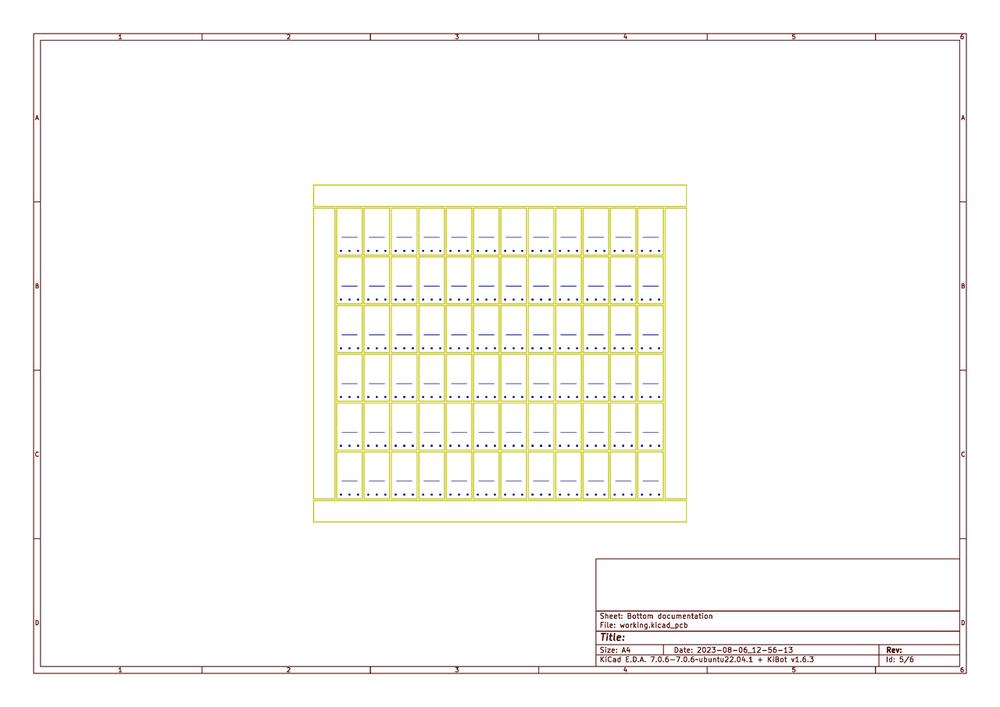 1 2 3 4 5 6
A A
B B
C C
D D
Sheet: Bottom documentation
File: working.kicad_pcb
Title:
Size: A4 Date: 2023-08-06_12-56-13 Rev:
KiCad E.D.A. 7.0.6-7.0.6-ubuntu22.04.1 + KiBot v1.6.3 Id: 5/6
1 2 3 4 5 6